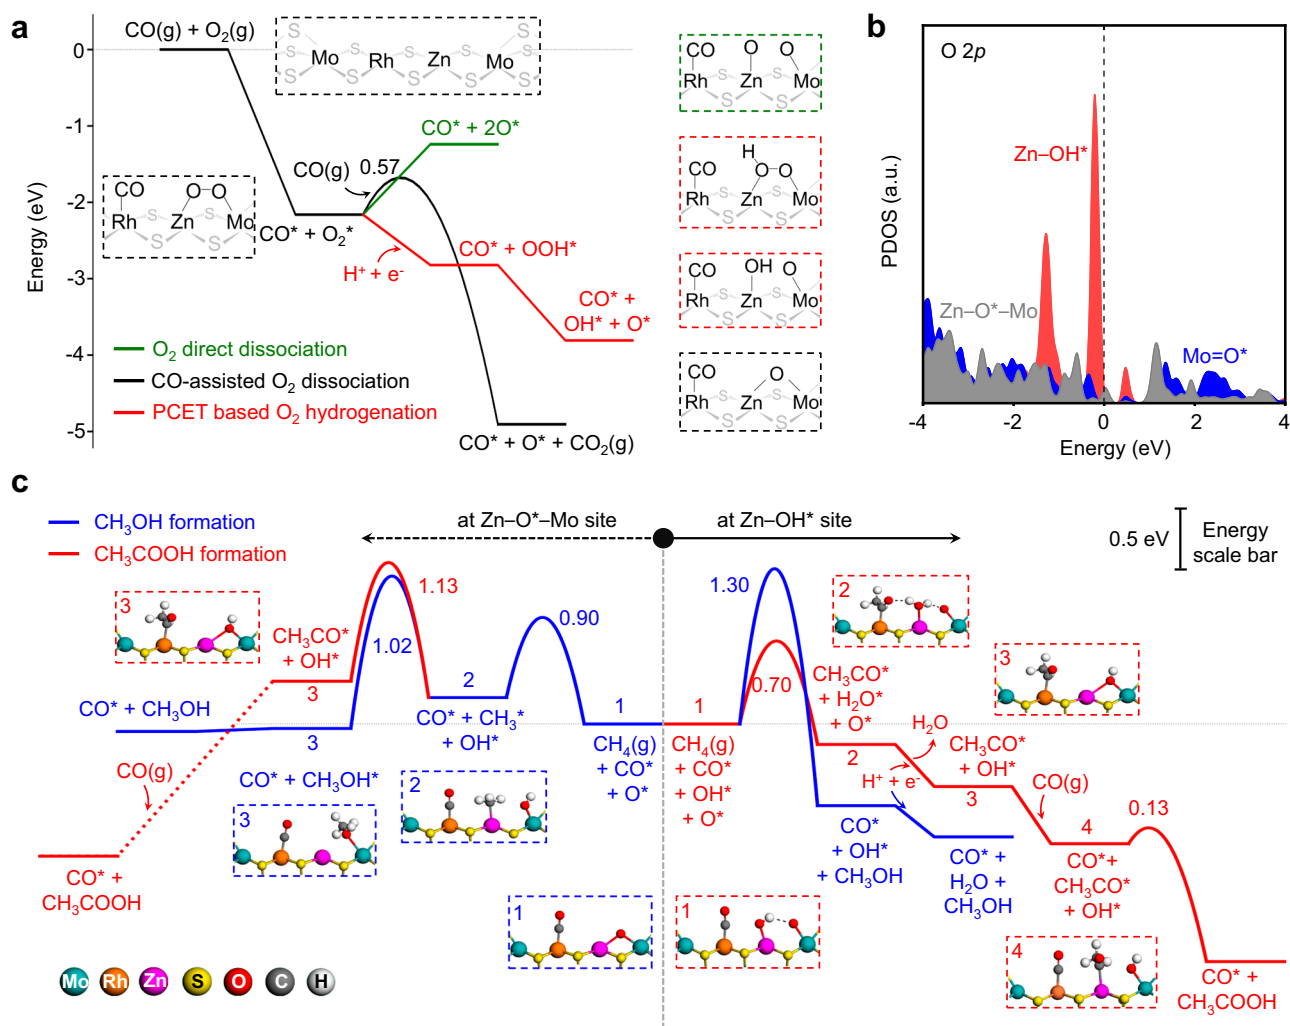 a
CO(g) + O2(g)
Energy (eV)
0
-1
-2
-3
-4
-5
S S S S S
Mo Rh Zn Mo
S S S S S
CO O–O
Rh S Zn S Mo
S S
CO* + O2*
CO(g)
0.57
CO* + 2O*
H+ + e-
CO* + OOH*
CO* +
OH* + O*
CO* + O* + CO2(g)
O2 direct dissociation
CO-assisted O2 dissociation
PCET based O2 hydrogenation
CO O O
Rh S Zn S Mo
S S
H
CO O–O
Rh S Zn S Mo
S S
CO OH O
Rh S Zn S Mo
S S
CO O
Rh S Zn S Mo
S S
b
O 2p
PDOS (a.u.)
Zn–OH*
Zn–O*–Mo
Mo=O*
-4 -2 0 2 4
Energy (eV)
c
CH3OH formation
CH3COOH formation
at Zn–O*–Mo site
at Zn–OH* site
0.5 eV
Energy
scale bar
3
CH3CO*
+ OH*
3
1.13
1.02
0.90
CO* + CH3OH
3
CO(g)
CO* + CH3OH*
3
CO* +
CH3COOH
2
CO* + CH3*
+ OH*
2
1
CH4(g)
+ CO*
+ O*
1
1
CH4(g)
+ CO*
+ OH*
+ O*
1
1.30
0.70
2
CH3CO*
+ H2O*
+ O*
2
H2O
H+ + e-
3
CH3CO*
+ OH*
3
CO(g)
CO*
+ OH*
+ CH3OH
CO* +
H2O +
CH3OH
4
CO*+
CH3CO*
+ OH*
0.13
4
CO* +
CH3COOH
Mo Rh Zn S O C H